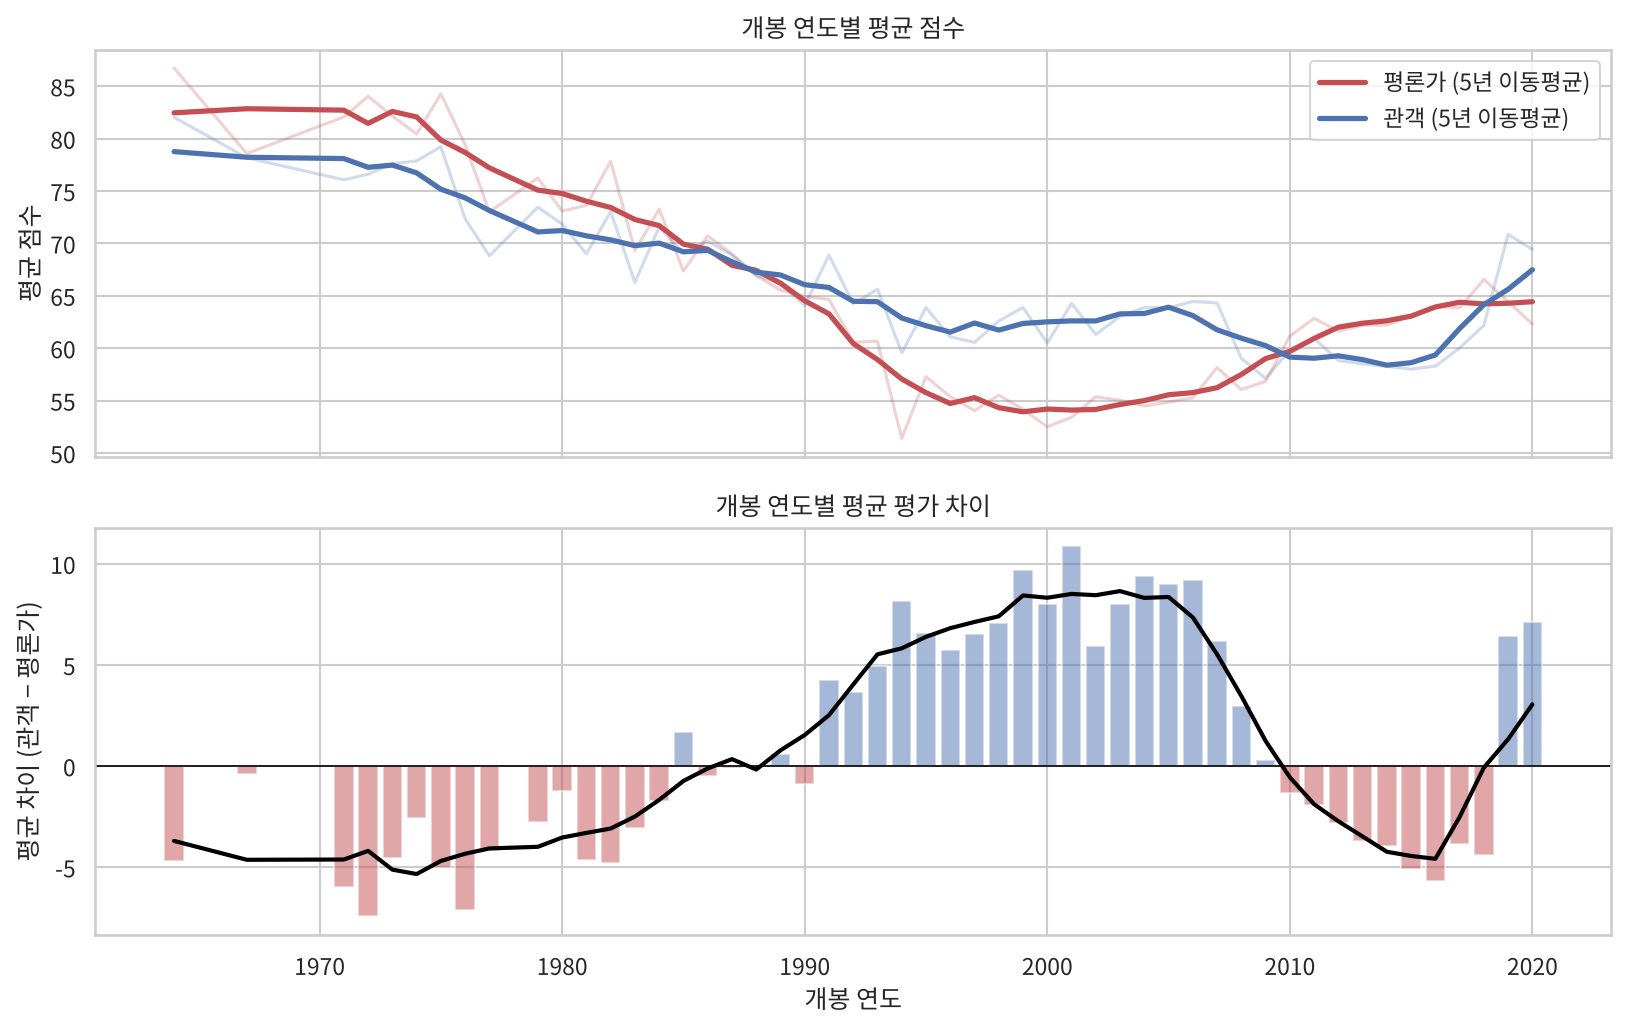 개봉 연도별 평균 점수
평균 점수
85
80
75
70
65
60
55
50
평론가 (5년 이동평균)
관객 (5년 이동평균)
개봉 연도별 평균 평가 차이
평균 차이 (관객 − 평론가)
10
5
0
-5
1970
1980
1990
2000
2010
2020
개봉 연도